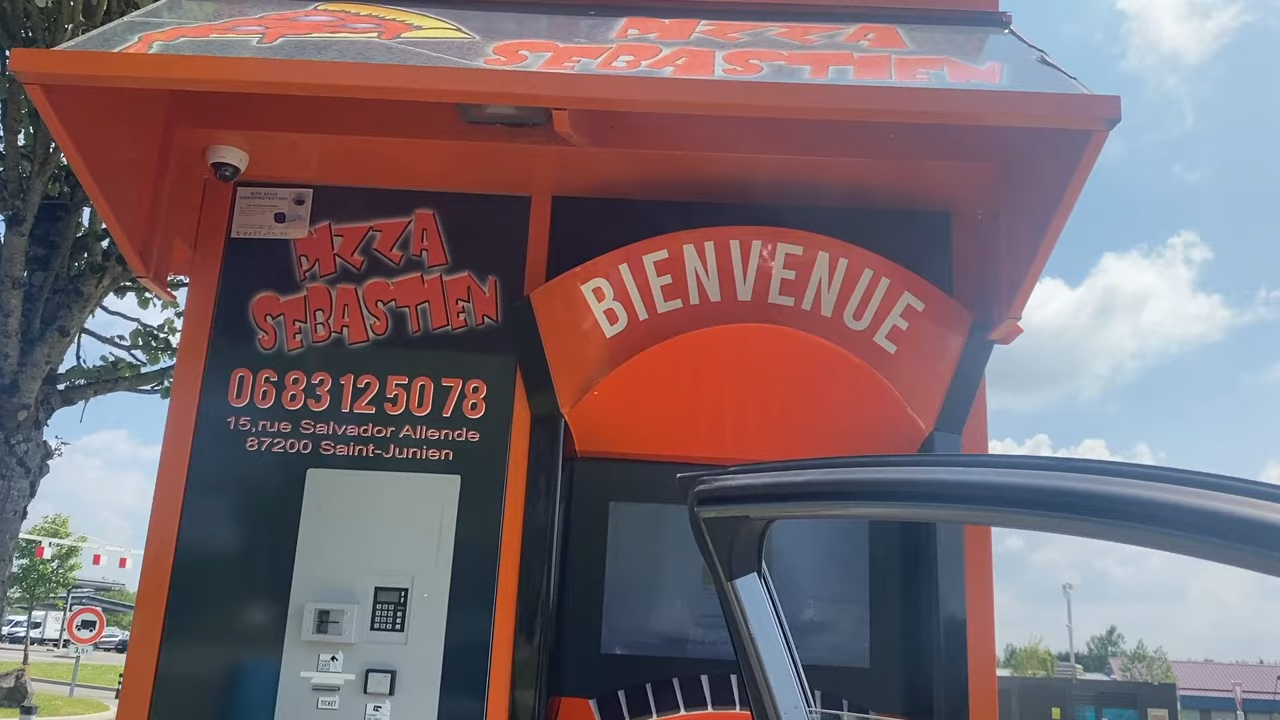 PIZZA
SEBASTIEN
PIZZA
SEBASTIEN
BIENVENUE
06 83 12 50 78
15,rue Salvador Allende
87200 Saint-Junien
TICKET